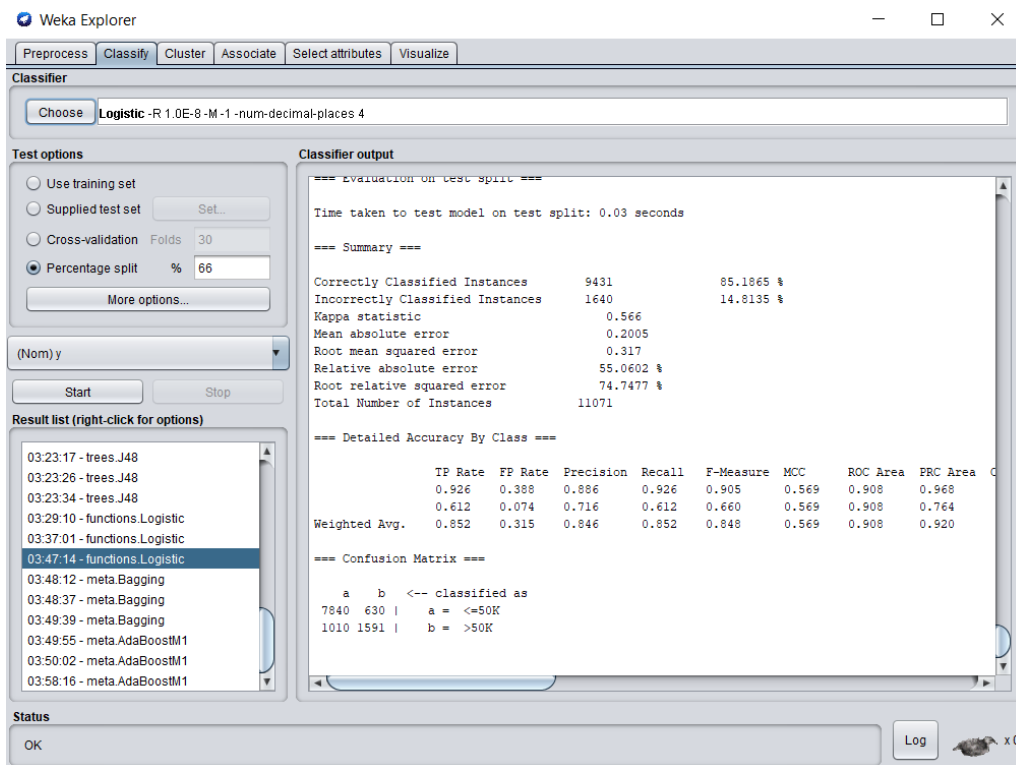 Weka Explorer
Preprocess Classify Cluster Associate Select attributes Visualize
Classifier
Choose Logistic -R 1.0E-8 -M -1 -num-decimal-places 4
Test options
Use training set
Supplied test set Set...
Cross-validation Folds 30
Percentage split % 66
More options...
(Nom) y
Start Stop
Result list (right-click for options)
03:23:17 - trees.J48
03:23:26 - trees.J48
03:23:34 - trees.J48
03:29:10 - functions.Logistic
03:37:01 - functions.Logistic
03:47:14 - functions.Logistic
03:48:12 - meta.Bagging
03:48:37 - meta.Bagging
03:49:39 - meta.Bagging
03:49:55 - meta.AdaBoostM1
03:50:02 - meta.AdaBoostM1
03:58:16 - meta.AdaBoostM1
Classifier output
=== Evaluation on test split ===
Time taken to test model on test split: 0.03 seconds
=== Summary ===
Correctly Classified Instances 9431 85.1865 %
Incorrectly Classified Instances 1640 14.8135 %
Kappa statistic 0.566
Mean absolute error 0.2005
Root mean squared error 0.317
Relative absolute error 55.0602 %
Root relative squared error 74.7477 %
Total Number of Instances 11071
=== Detailed Accuracy By Class ===
TP Rate FP Rate Precision Recall F-Measure MCC ROC Area PRC Area C
0.926 0.388 0.886 0.926 0.905 0.569 0.908 0.968
0.612 0.074 0.716 0.612 0.660 0.569 0.908 0.764
Weighted Avg. 0.852 0.315 0.846 0.852 0.848 0.569 0.908 0.920
=== Confusion Matrix ===
a b <-- classified as
7840 630 | a = <=50K
1010 1591 | b = >50K
Status
OK
Log
x 0